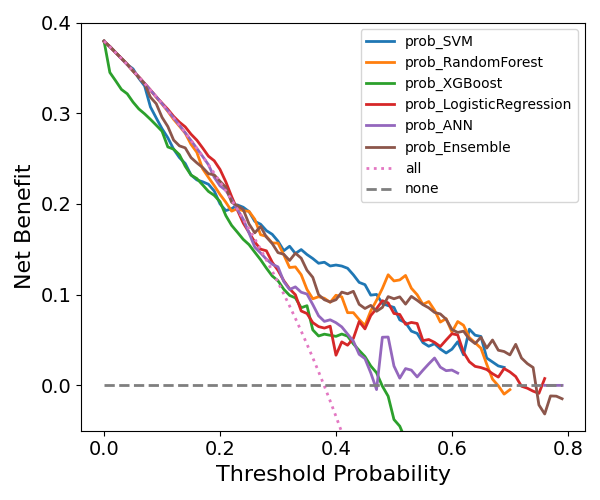 0.4
0.3
0.2
0.1
0.0
Net Benefit
prob_SVM
prob_RandomForest
prob_XGBoost
prob_LogisticRegression
prob_ANN
prob_Ensemble
all
none
0.0 0.2 0.4 0.6 0.8
Threshold Probability